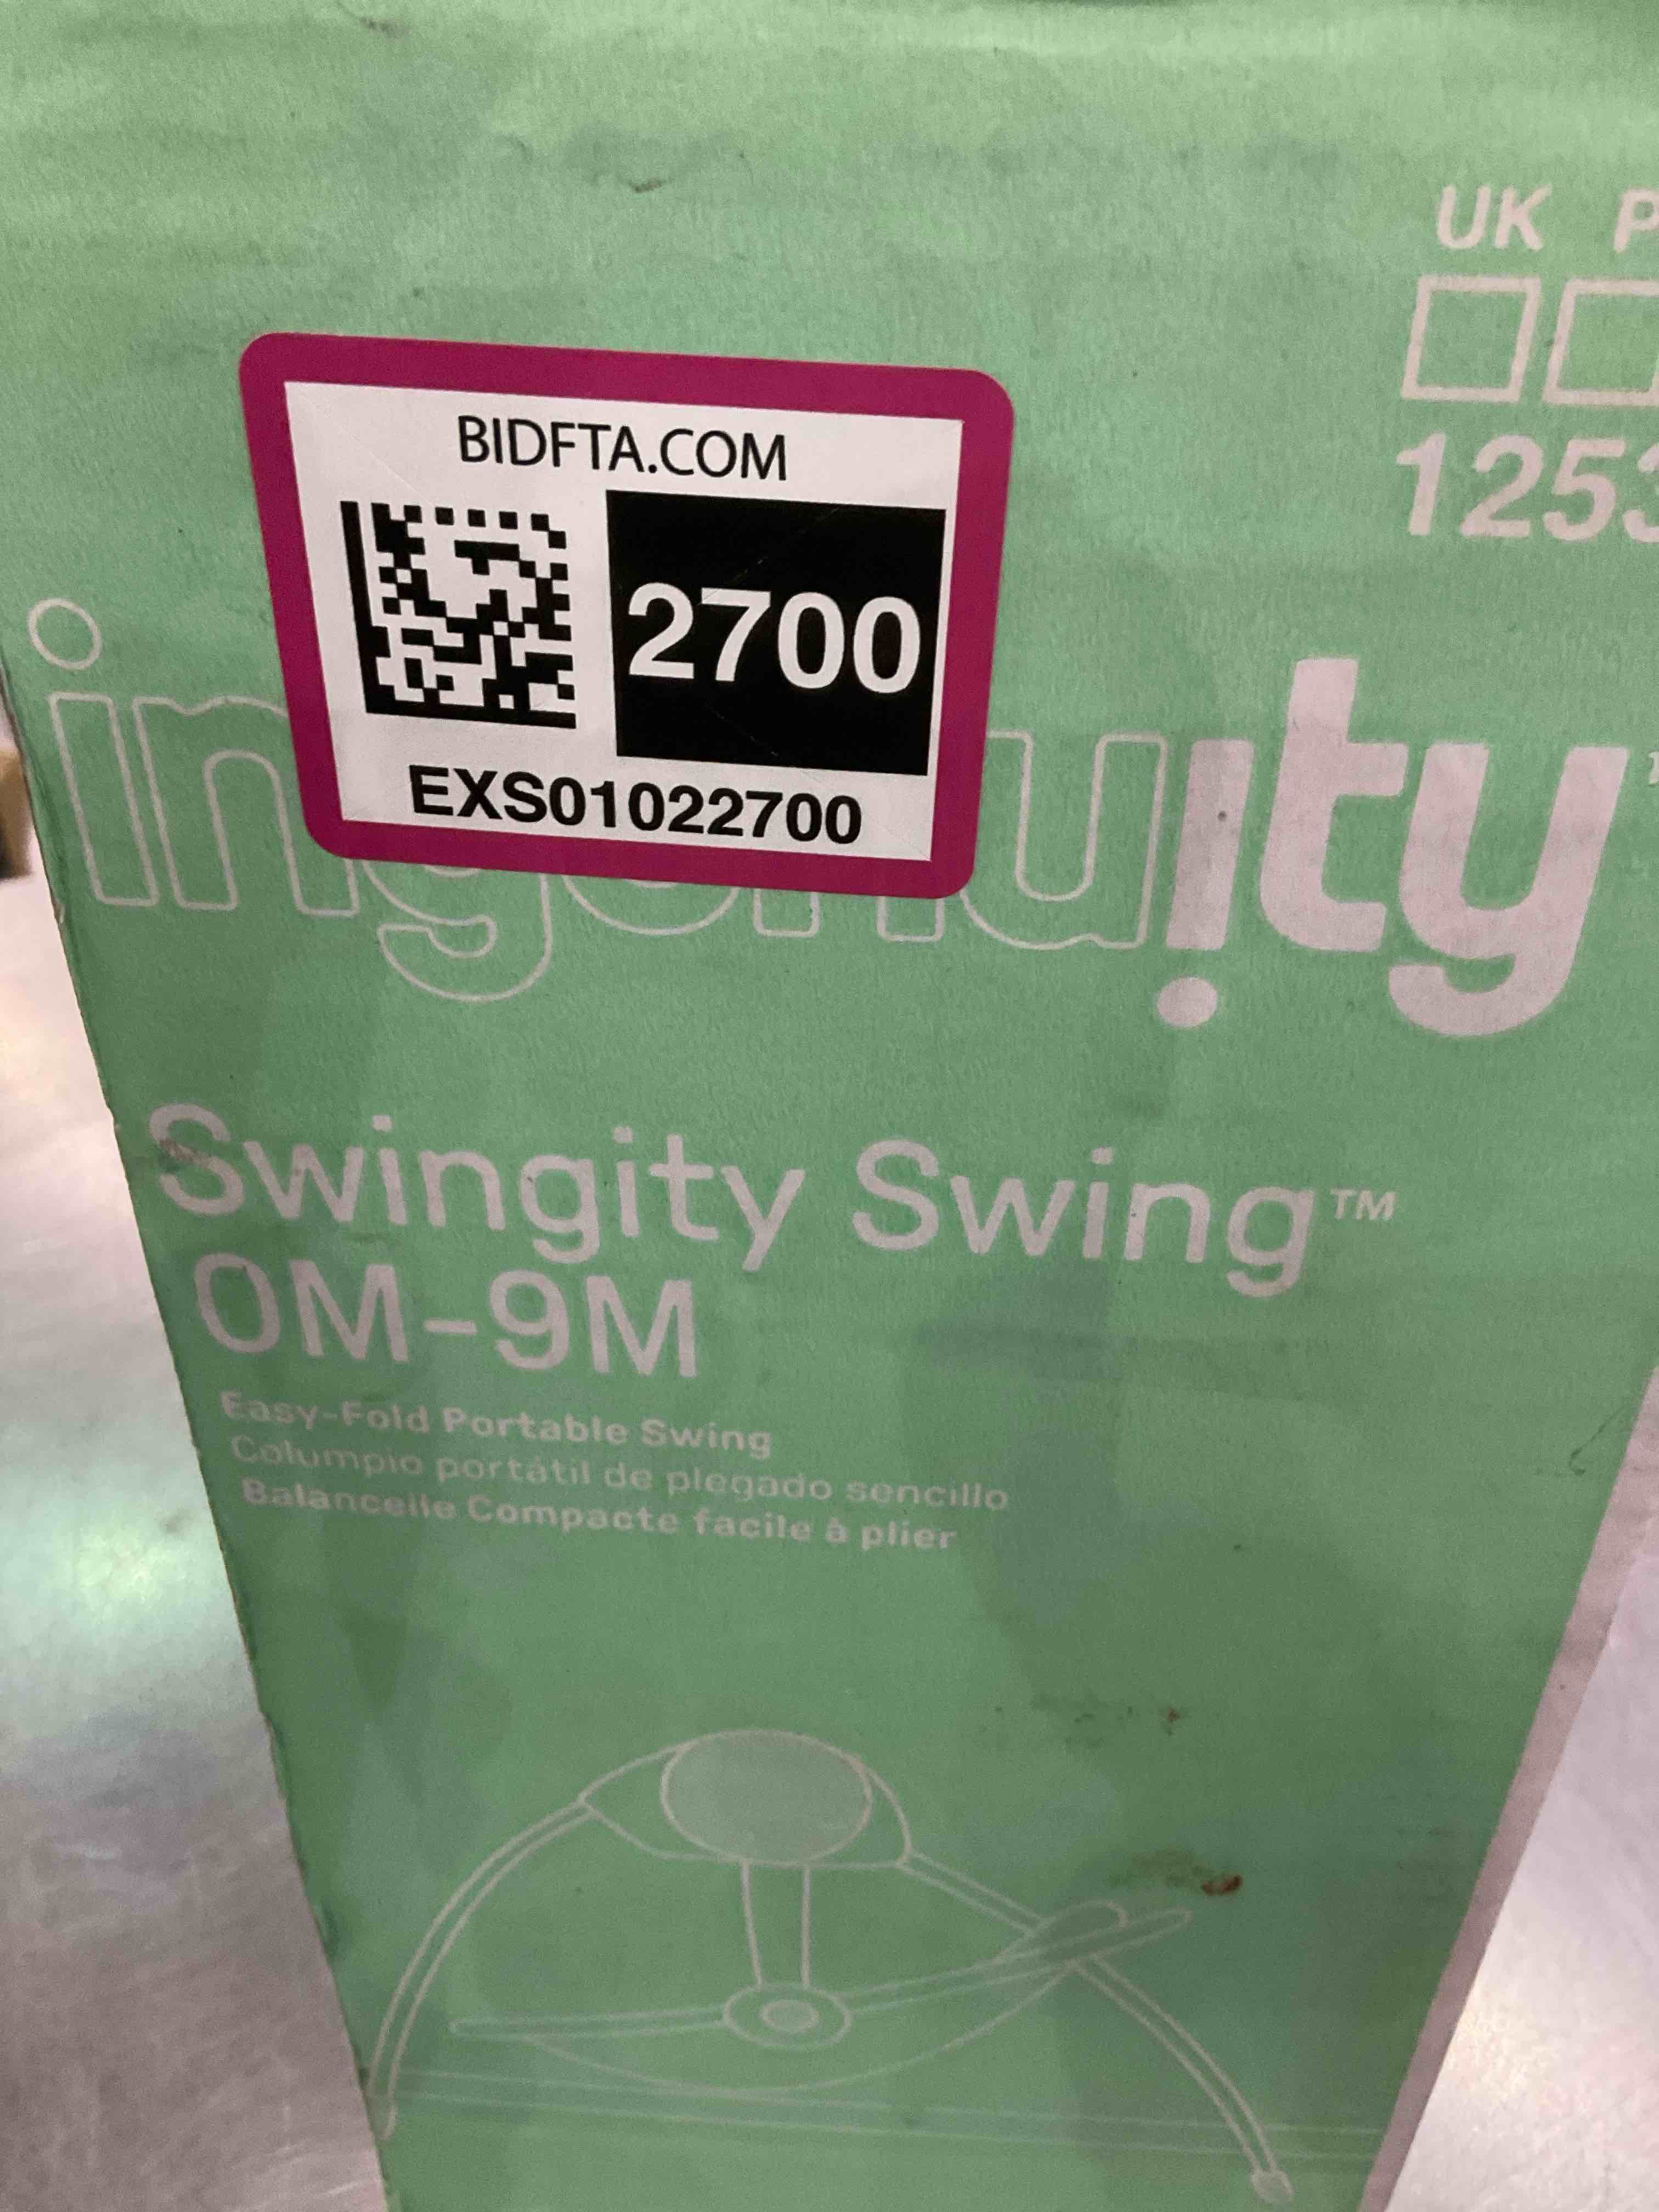 UK
BIDFTA.COM
2700
EXS01022700
ingenuity
Swingity Swing™
0M-9M
Easy-Fold Portable Swing
Columpio portátil de plegado sencillo
Balancelle Compacte facile à plier